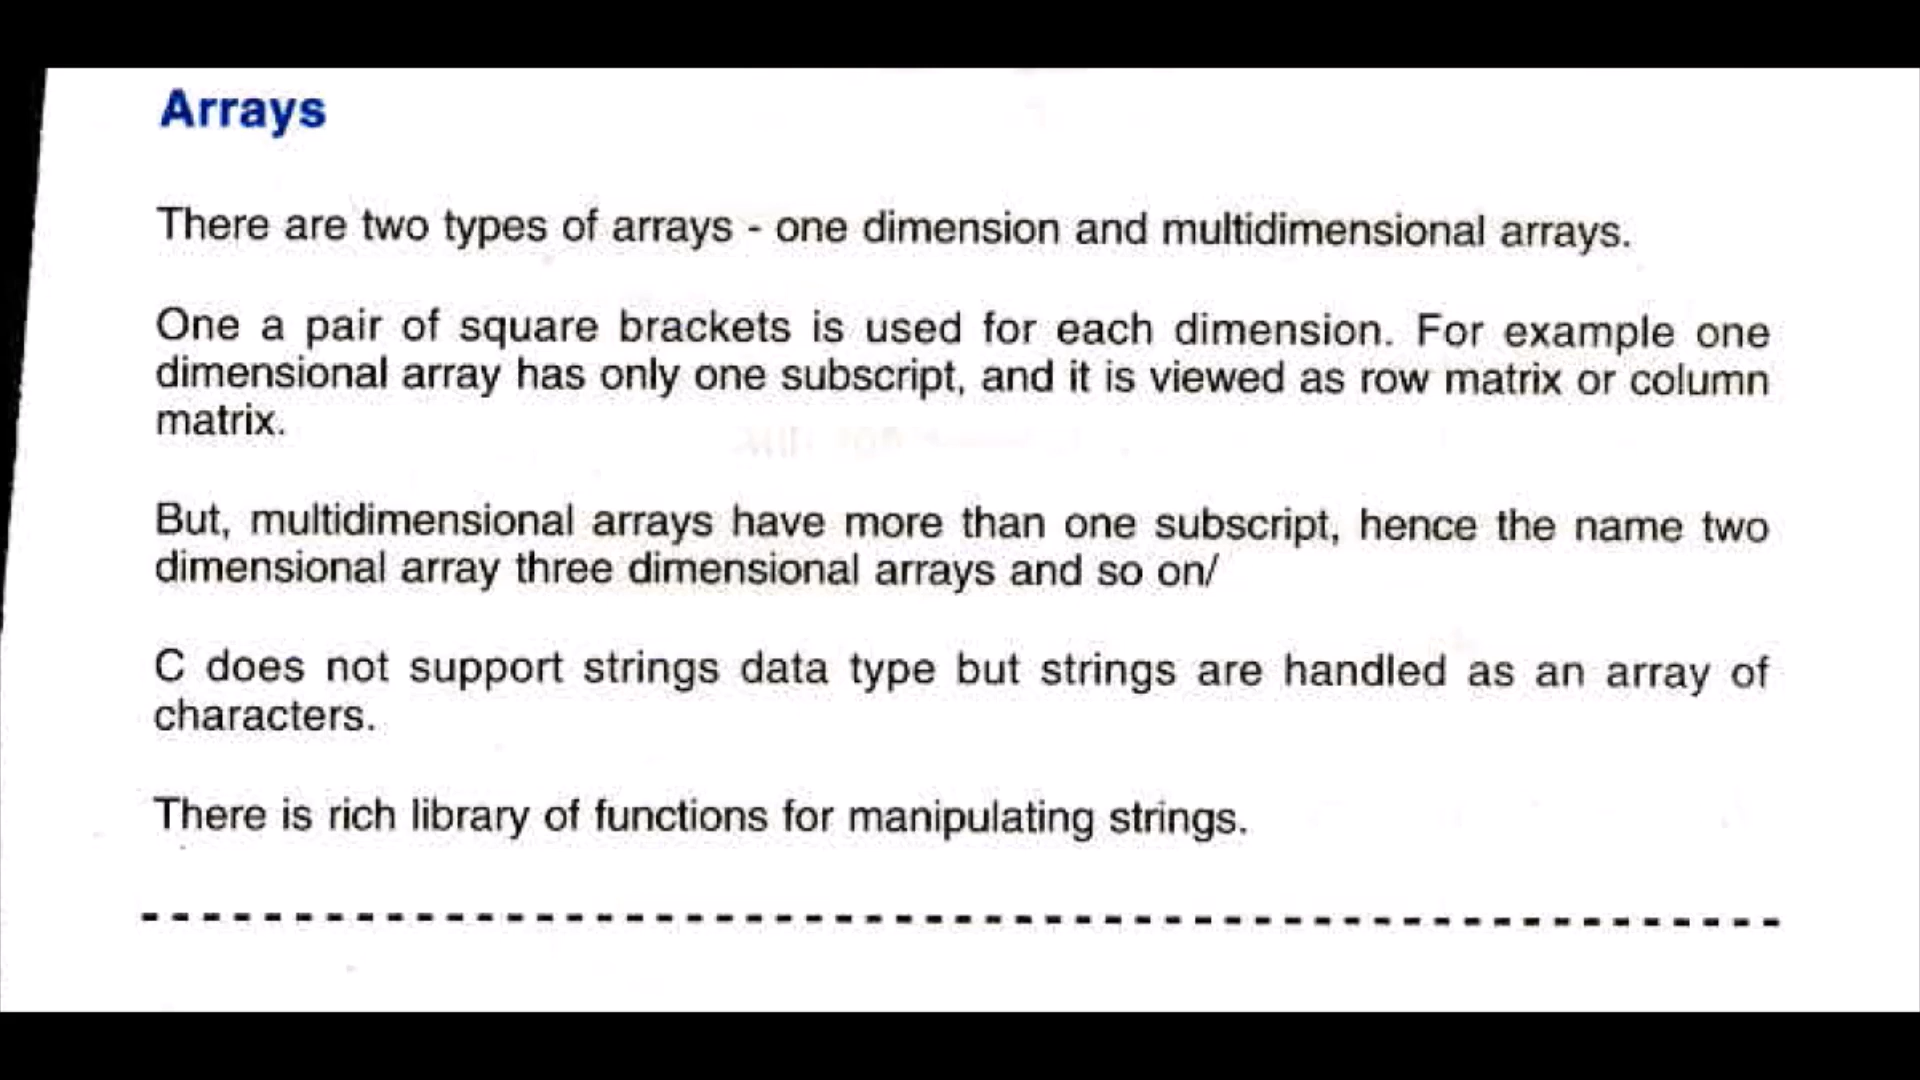 Arrays
There are two types of arrays - one dimension and multidimensional arrays.
One a pair of square brackets is used for each dimension. For example one
dimensional array has only one subscript, and it is viewed as row matrix or column
matrix.
But, multidimensional arrays have more than one subscript, hence the name two
dimensional array three dimensional arrays and so on/
C does not support strings data type but strings are handled as an array of
characters.
There is rich library of functions for manipulating strings.